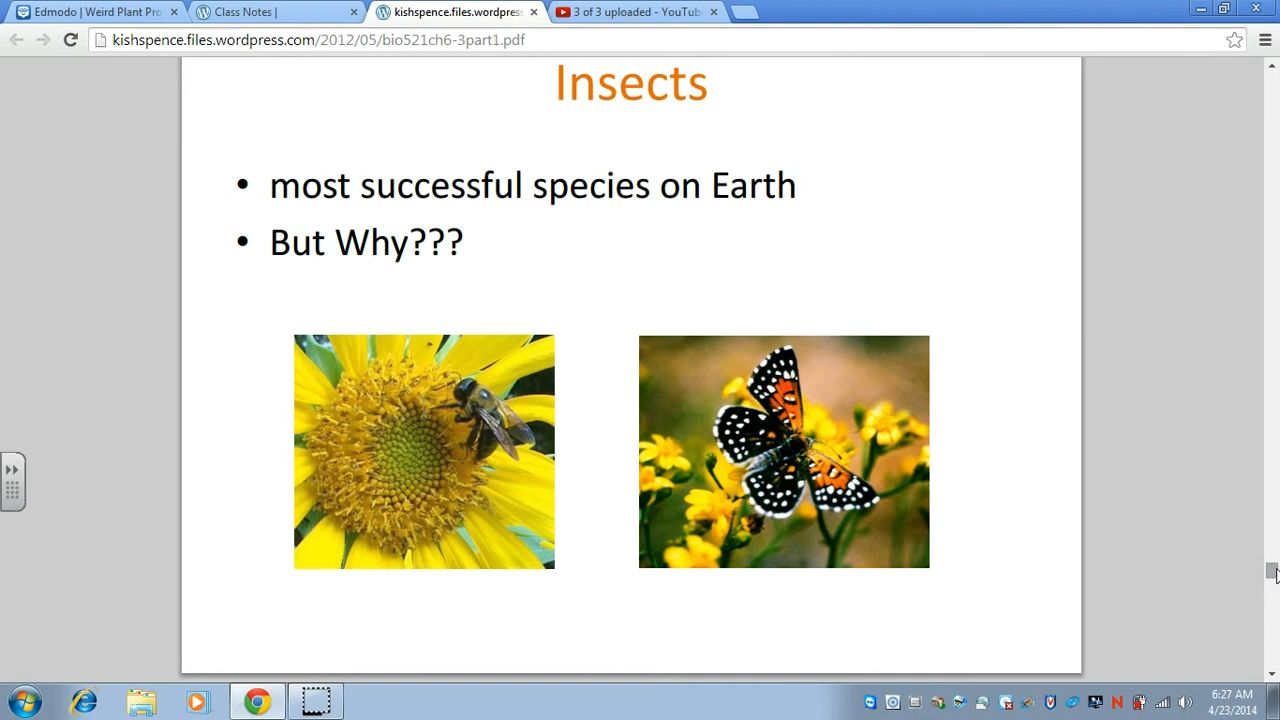 Edmodo | Weird Plant Pro
Class Notes |
kishspence.files.wordpres
3 of 3 uploaded - YouTub
kishspence.files.wordpress.com/2012/05/bio521ch6-3part1.pdf
Insects
• most successful species on Earth
• But Why???
6:27 AM
4/23/2014